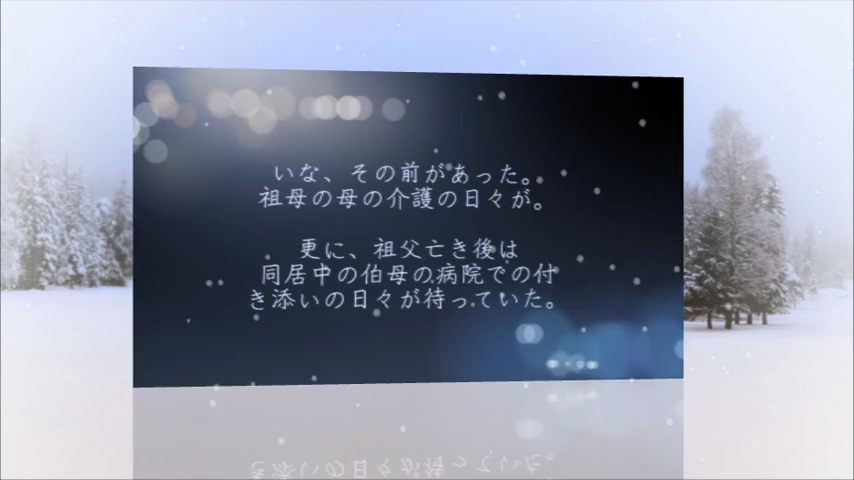 いな、その前があった。
祖母の母の介護の日々が。
更に、祖父亡き後は
同居中の伯母の病院での付
き添いの日々が待っていた。